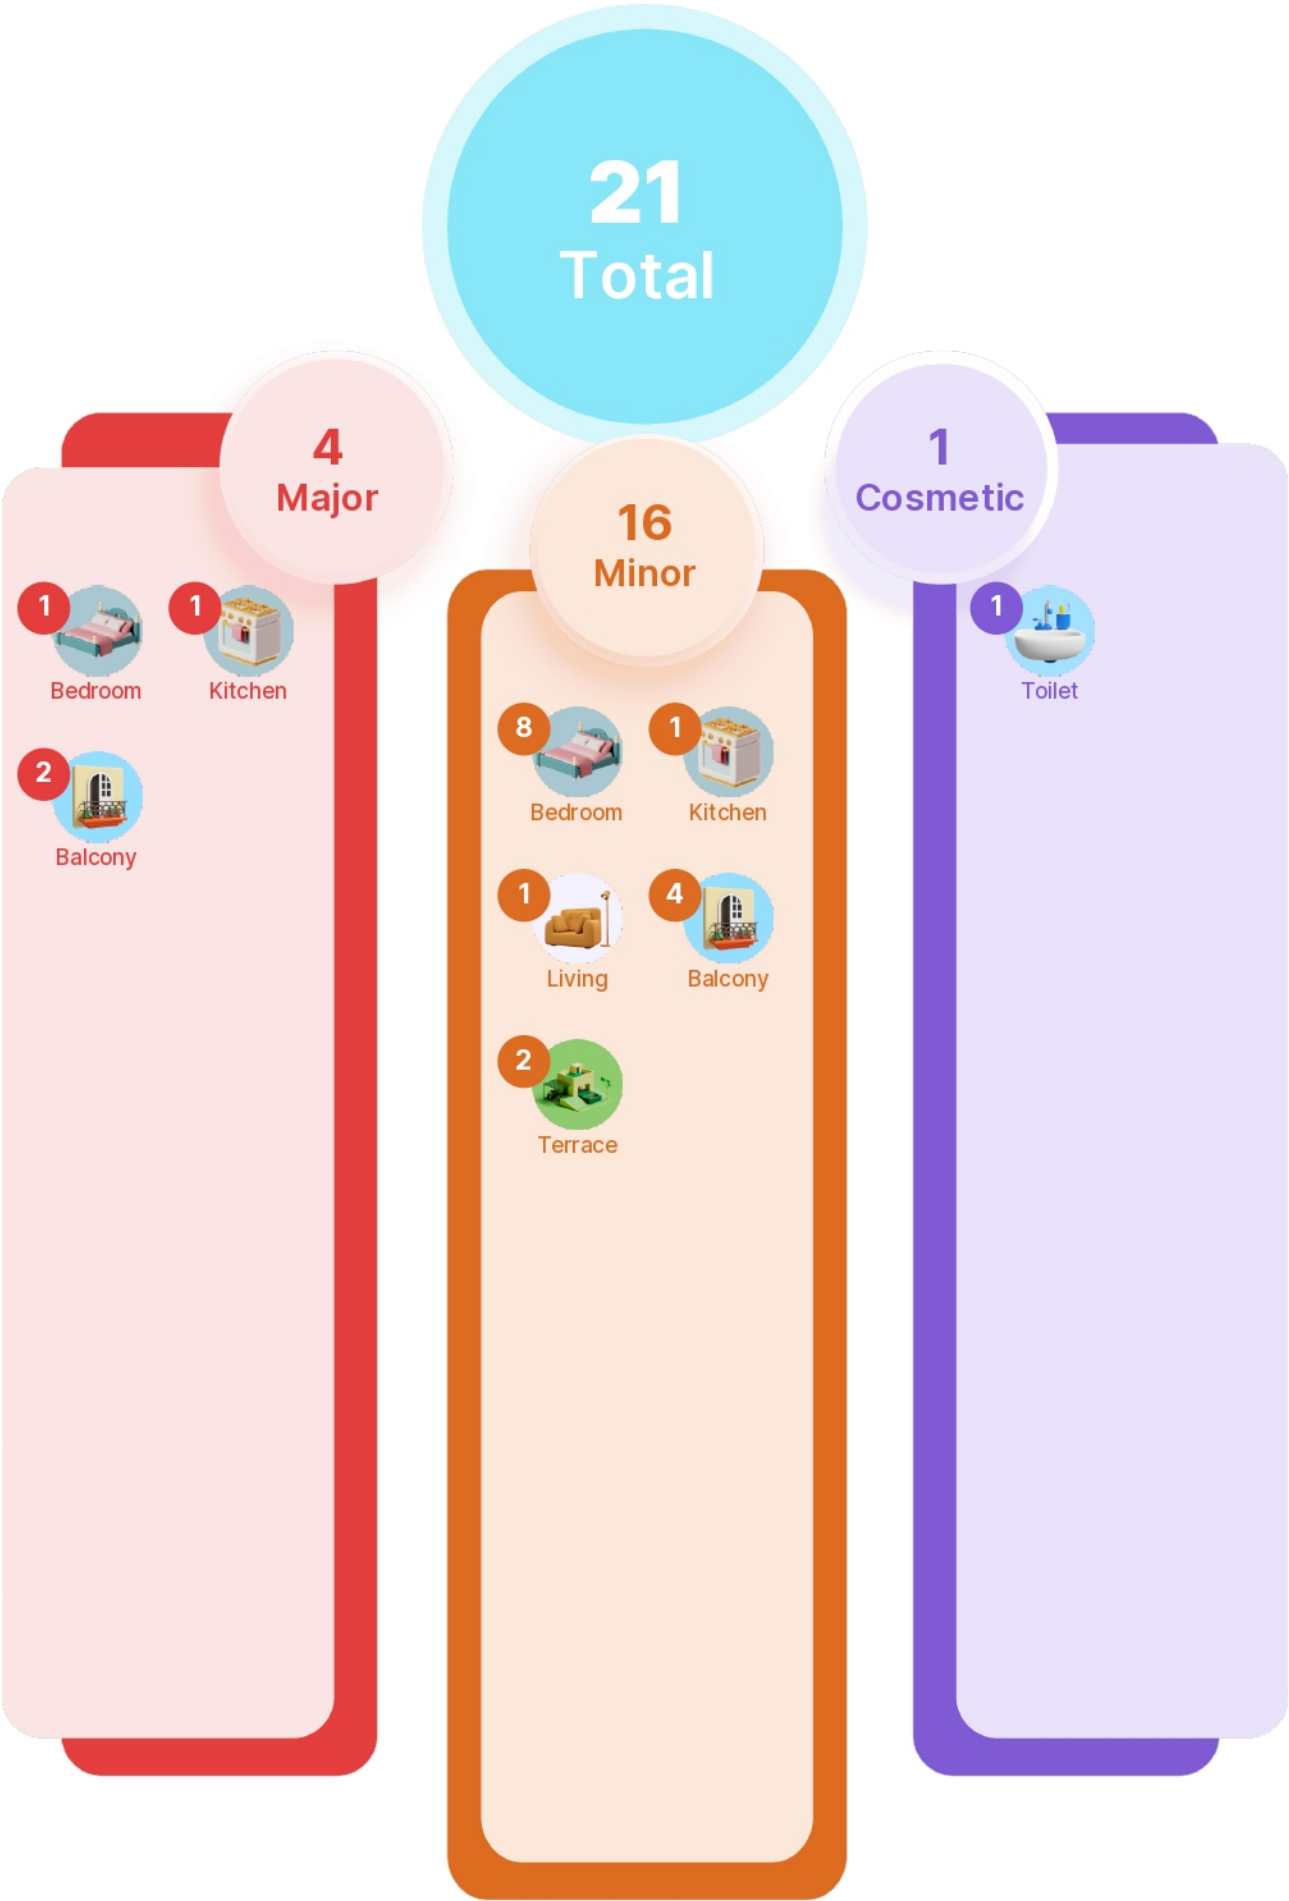 21
Total
4
Major
1
Cosmetic
16
Minor
1
Bedroom
1
Kitchen
2
Balcony
8
Bedroom
1
Kitchen
1
Living
4
Balcony
2
Terrace
1
Toilet